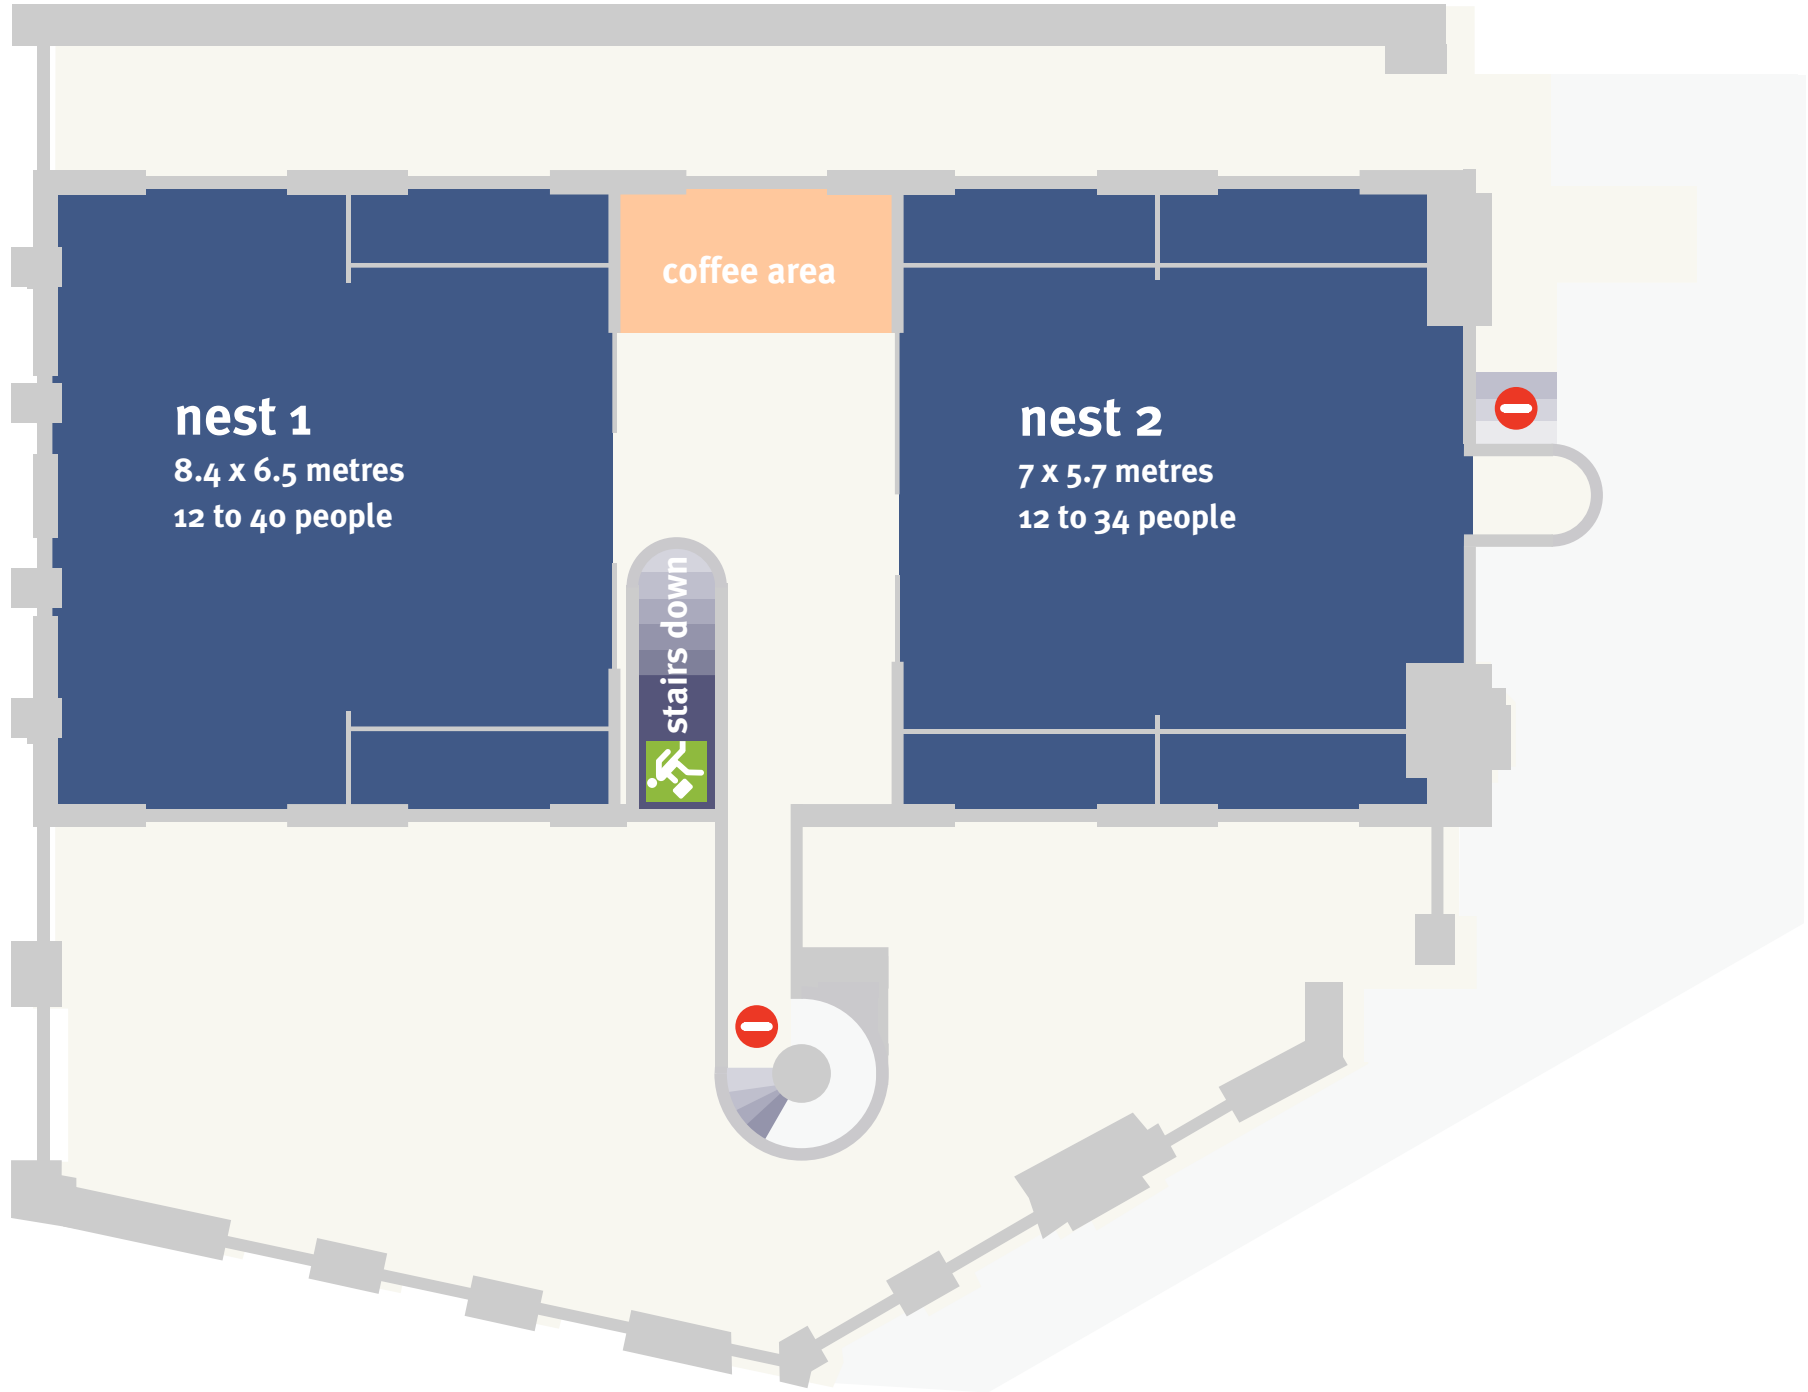 coffee area
nest 1
8.4 x 6.5 metres
12 to 40 people
nest 2
7 x 5.7 metres
12 to 34 people
stairs down